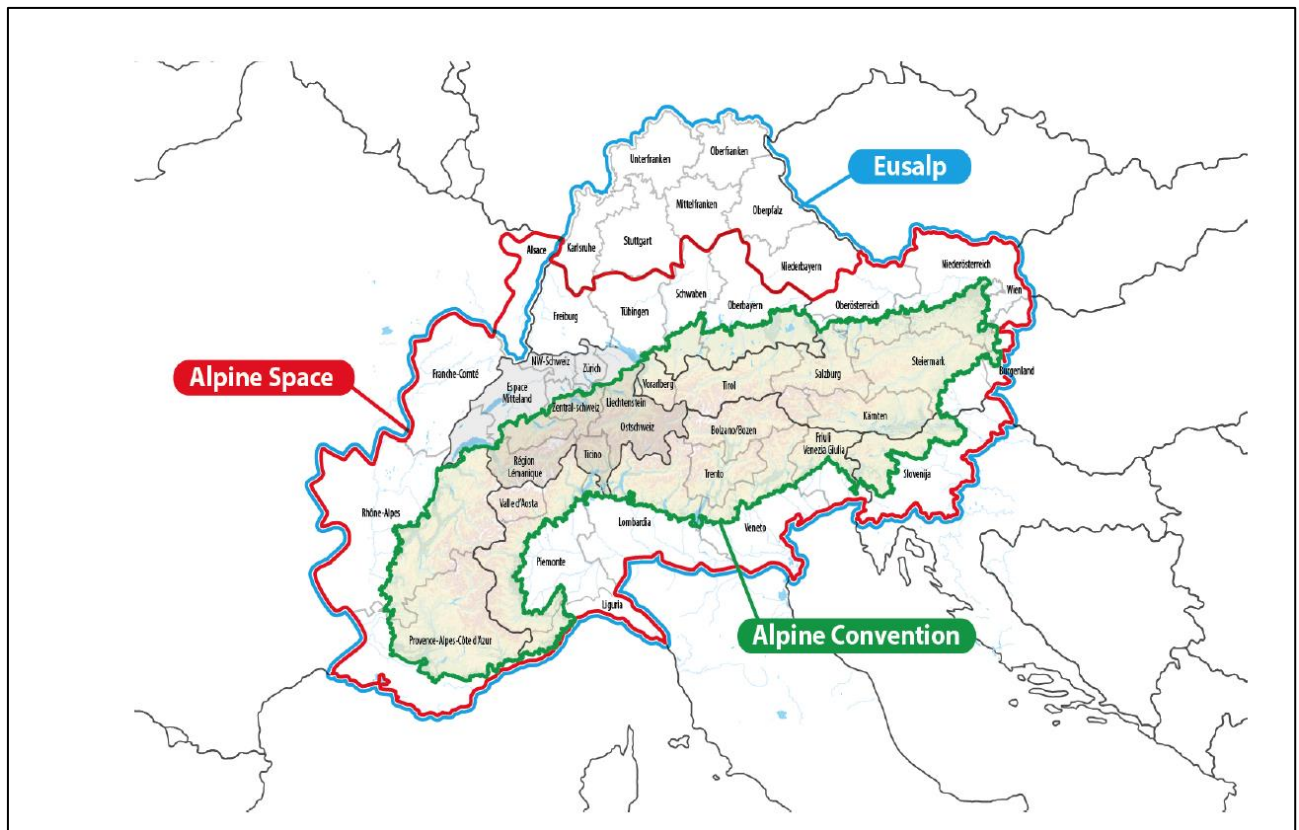 Unterfranken
Oberfranken
Eusalp
Mittelfranken
Oberpfalz
Alsace
Karlsruhe
Stuttgart
Niederbayern
Niederösterreich
Wien
Schwaben
Oberbayern
Oberösterreich
Freiburg
Tübingen
Alpine Space
Franche-Comté
NW-Schweiz
Zürich
Espace
Mitteland
Vorarlberg
Tirol
Salzburg
Steiermark
Burgenland
Zentral-schweiz
Liechtenstein
Ostschweiz
Kärnten
Bolzano/Bozen
Friuli
Venezia Giulia
Région
Lémanique
Ticino
Trento
Slovenija
Valle d'Aosta
Rhône-Alpes
Lombardia
Veneto
Piemonte
Liguria
Alpine Convention
Provence-Alpes-Côte d'Azur